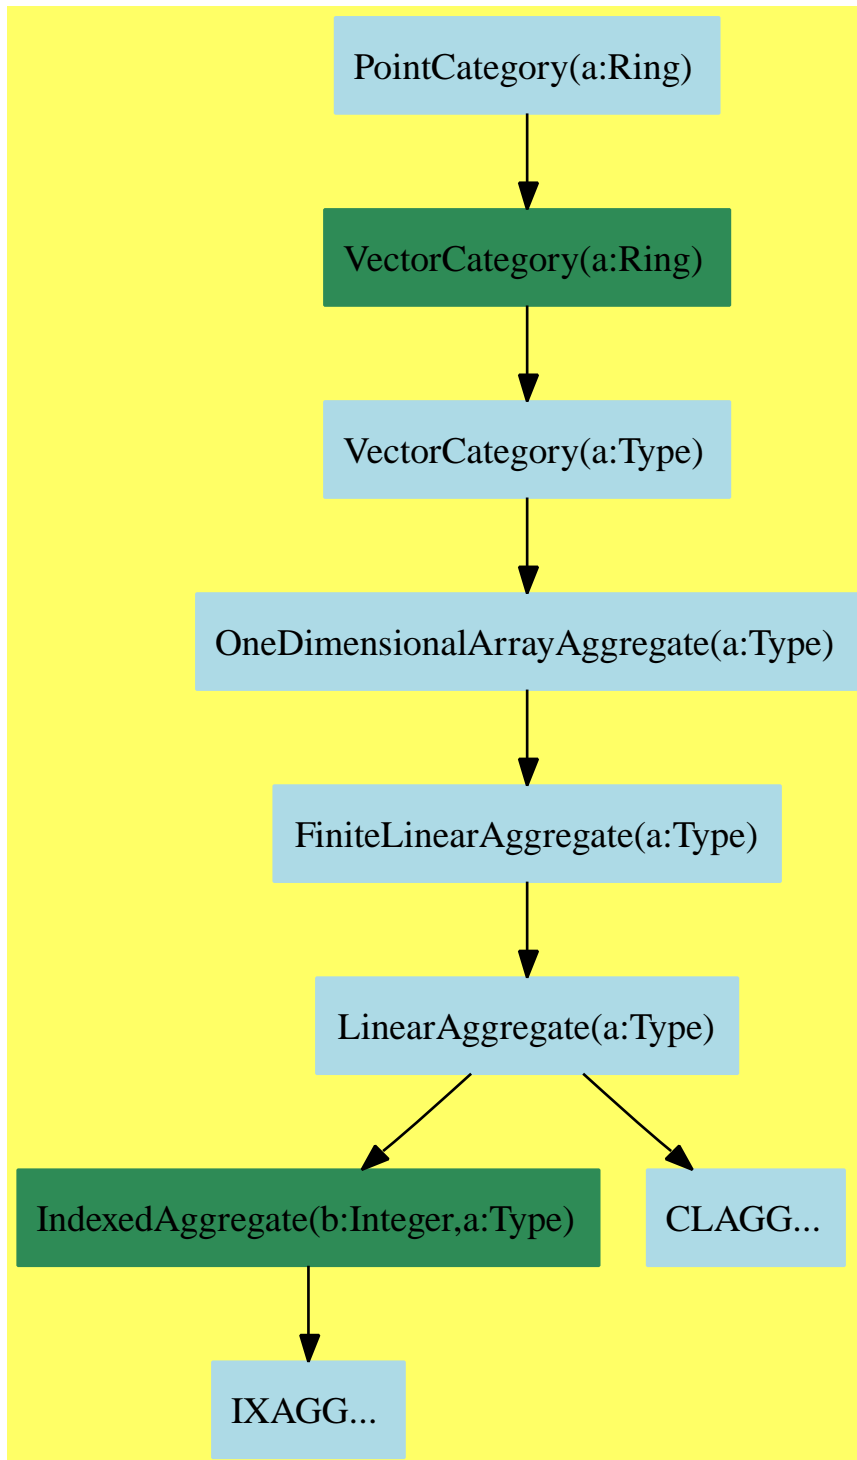 PointCategory(a:Ring)
VectorCategory(a:Ring)
VectorCategory(a:Type)
OneDimensionalArrayAggregate(a:Type)
FiniteLinearAggregate(a:Type)
LinearAggregate(a:Type)
IndexedAggregate(b:Integer,a:Type)
CLAGG...
IXAGG...